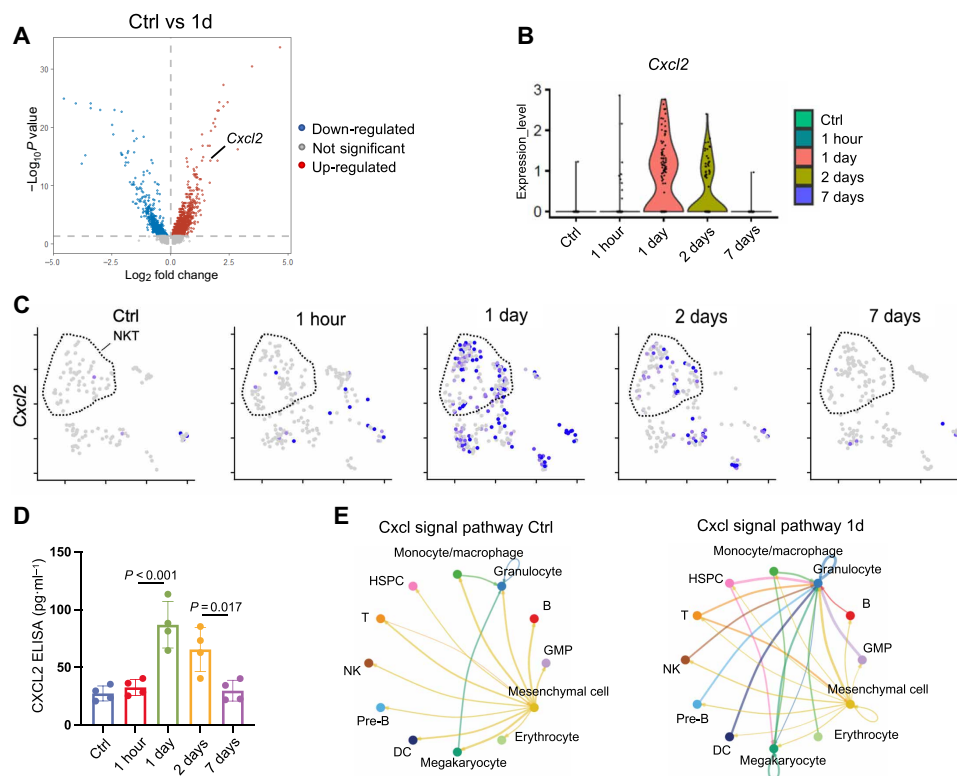 A
Ctrl vs 1d
−Log10P value
30
20
10
0
−5.0
−2.5
0.0
2.5
5.0
Log2 fold change
Cxcl2
Down-regulated
Not significant
Up-regulated
B
Cxcl2
Expression_level
3
2
1
0
Ctrl
1 hour
1 day
2 days
7 days
Ctrl
1 hour
1 day
2 days
7 days
C
Cxcl2
Ctrl
NKT
1 hour
1 day
2 days
7 days
D
CXCL2 ELISA (pg·ml−1)
150
100
50
0
P < 0.001
P = 0.017
Ctrl
1 hour
1 day
2 days
7 days
E
Cxcl signal pathway Ctrl
Monocyte/macrophage
Granulocyte
HSPC
B
T
GMP
NK
Mesenchymal cell
Pre-B
Erythrocyte
DC
Megakaryocyte
Cxcl signal pathway 1d
Monocyte/macrophage
Granulocyte
HSPC
B
T
GMP
NK
Mesenchymal cell
Pre-B
Erythrocyte
DC
Megakaryocyte